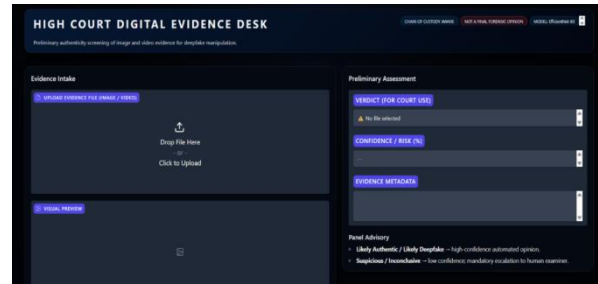 HIGH COURT DIGITAL EVIDENCE DESK
CHAIN OF CUSTODY AWARE
NOT A FINAL FORENSIC OPINION
MODEL: EfficientNet-B3
Preliminary authenticity screening of image and video evidence for deepfake manipulation.
Evidence Intake
UPLOAD EVIDENCE FILE (IMAGE / VIDEO)
Drop File Here
- or -
Click to Upload
VISUAL PREVIEW
Preliminary Assessment
VERDICT (FOR COURT USE)
⚠ No file selected
CONFIDENCE / RISK (%)
EVIDENCE METADATA
Panel Advisory
Likely Authentic / Likely Deepfake → high-confidence automated opinion.
Suspicious / Inconclusive → low confidence; mandatory escalation to human examiner.